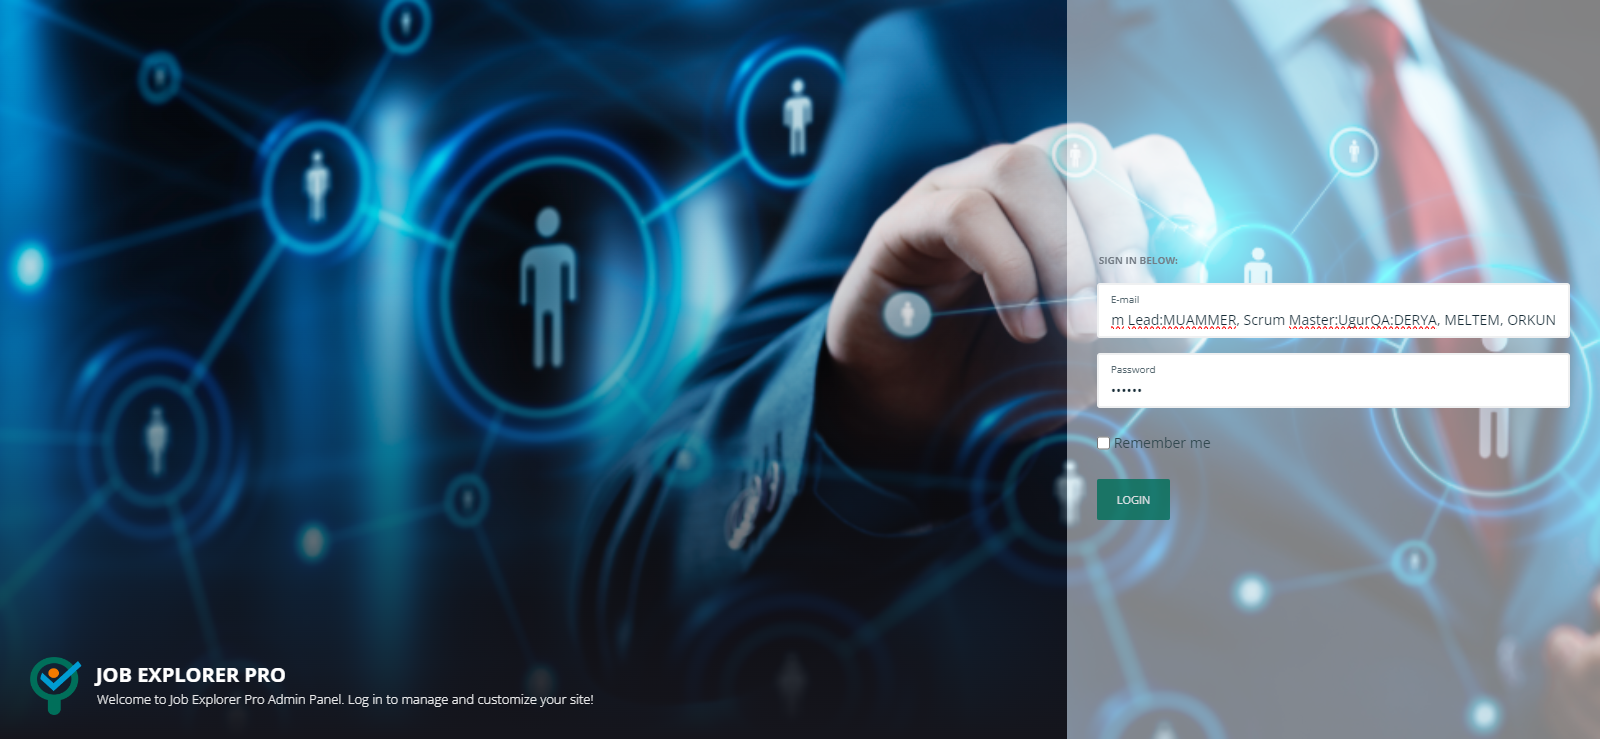 SIGN IN BELOW:
E-mail
m Lead:MUAMMER, Scrum Master:UgurQA:DERYA, MELTEM, ORKUN
Password
••••••
Remember me
LOGIN
JOB EXPLORER PRO
Welcome to Job Explorer Pro Admin Panel. Log in to manage and customize your site!